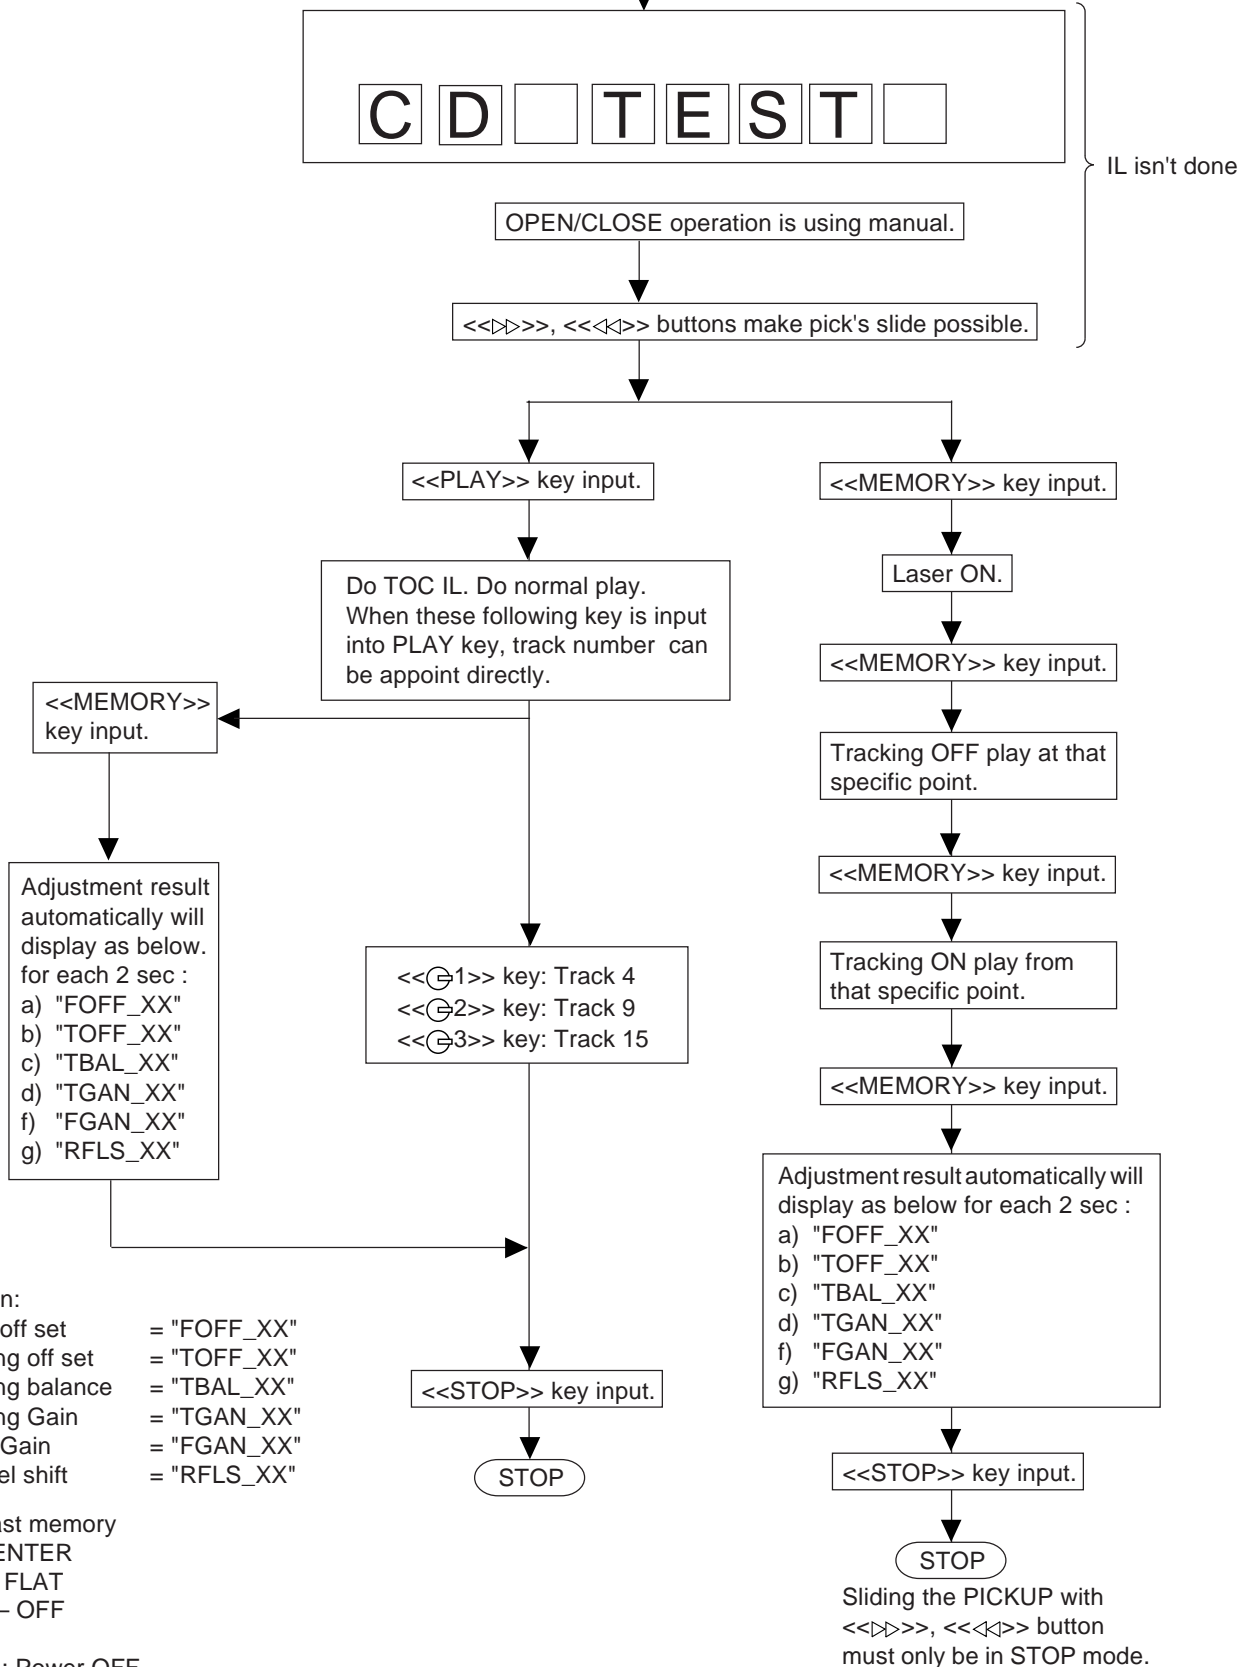 CD TEST
IL isn't done
OPEN/CLOSE operation is using manual.
<<▷▷>>, <<◁◁>> buttons make pick's slide possible.
<<PLAY>> key input.
Do TOC IL. Do normal play.
When these following key is input
into PLAY key, track number can
be appoint directly.
<<MEMORY>>
key input.
Adjustment result
automatically will
display as below.
for each 2 sec :
a) "FOFF_XX"
b) "TOFF_XX"
c) "TBAL_XX"
d) "TGAN_XX"
f) "FGAN_XX"
g) "RFLS_XX"
<<1>> key: Track 4
<<2>> key: Track 9
<<3>> key: Track 15
<<STOP>> key input.
STOP
<<MEMORY>> key input.
Laser ON.
<<MEMORY>> key input.
Tracking OFF play at that
specific point.
<<MEMORY>> key input.
Tracking ON play from
that specific point.
<<MEMORY>> key input.
Adjustment result automatically will
display as below for each 2 sec :
a) "FOFF_XX"
b) "TOFF_XX"
c) "TBAL_XX"
d) "TGAN_XX"
f) "FGAN_XX"
g) "RFLS_XX"
<<STOP>> key input.
STOP
Sliding the PICKUP with
<<▷▷>>, <<◁◁>> button
must only be in STOP mode.
n:
off set = "FOFF_XX"
ng off set = "TOFF_XX"
ng balance = "TBAL_XX"
ng Gain = "TGAN_XX"
Gain = "FGAN_XX"
el shift = "RFLS_XX"
ast memory
ENTER
FLAT
– OFF
: Power OFF